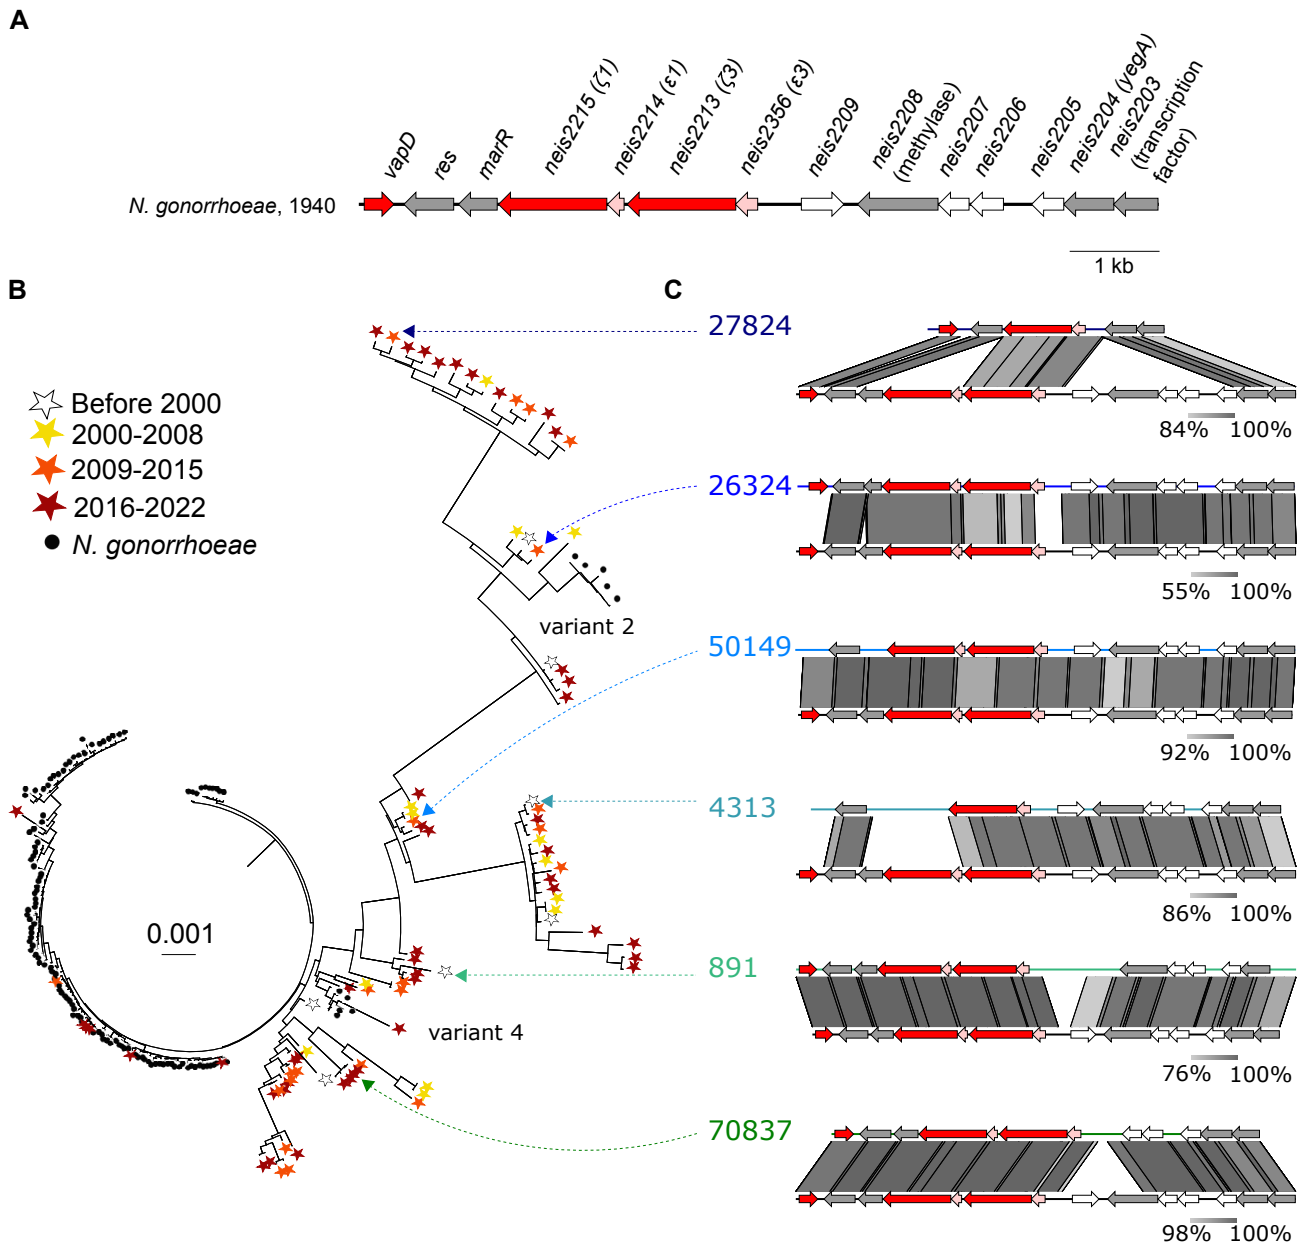 A
vapD
res
marR
neis2215 (ζ1)
neis2214 (ε1)
neis2213 (ζ3)
neis2356 (ε3)
neis2209
neis2208
(methylase)
neis2207
neis2206
neis2205
neis2204 (yegA)
neis2203
(transcription
factor)
N. gonorrhoeae, 1940
1 kb
B
Before 2000
2000-2008
2009-2015
2016-2022
N. gonorrhoeae
variant 2
variant 4
0.001
C
27824
84% 100%
26324
55% 100%
50149
92% 100%
4313
86% 100%
891
76% 100%
70837
98% 100%